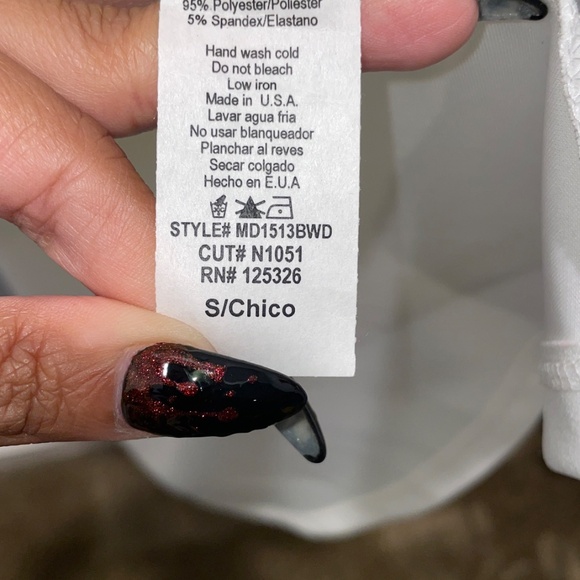 95% Polyester/Poliester
5% Spandex/Elastano
Hand wash cold
Do not bleach
Low iron
Made in U.S.A.
Lavar agua fria
No usar blanqueador
Planchar al reves
Secar colgado
Hecho en E.U.A
STYLE# MD1513BWD
CUT# N1051
RN# 125326
S/Chico